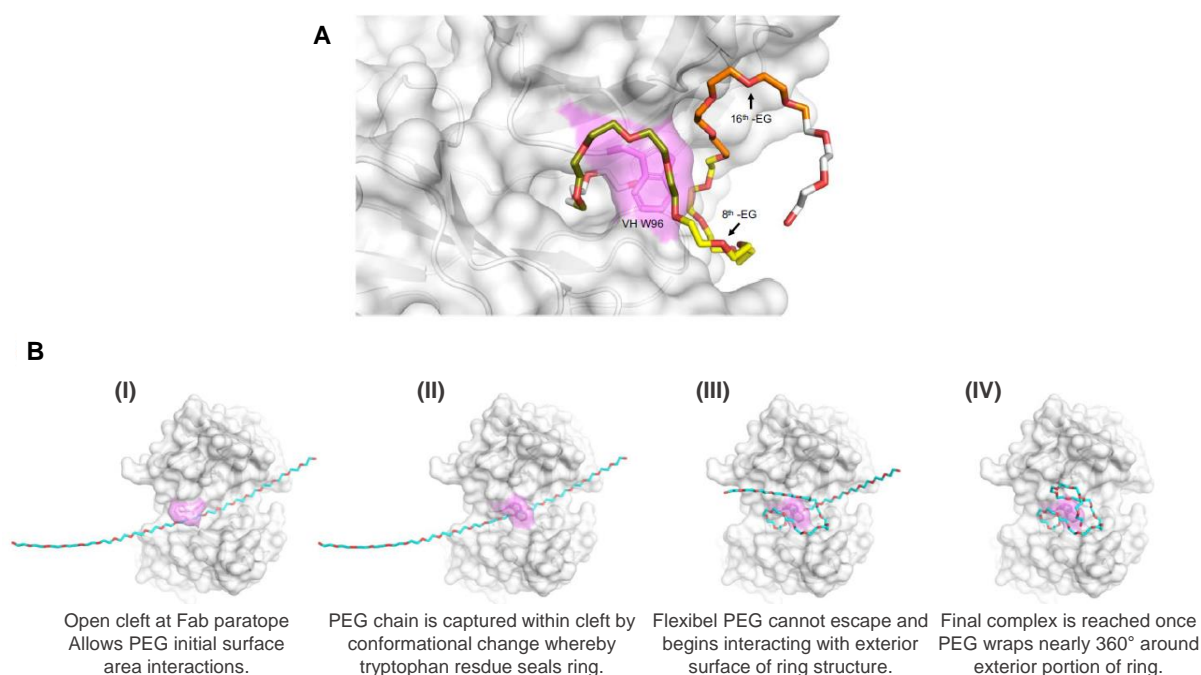 A
16th -EG
8th -EG
VH W96
B
(I)
(II)
(III)
(IV)
Open cleft at Fab paratope
Allows PEG initial surface
area interactions.
PEG chain is captured within cleft by
conformational change whereby
tryptophan resdue seals ring.
Flexibel PEG cannot escape and
begins interacting with exterior
surface of ring structure.
Final complex is reached once
PEG wraps nearly 360° around
exterior portion of ring.